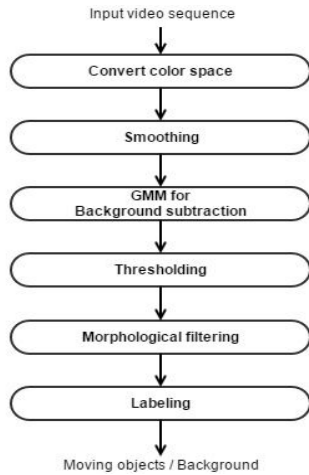 Input video sequence
Convert color space
Smoothing
GMM for
Background subtraction
Thresholding
Morphological filtering
Labeling
Moving objects / Background